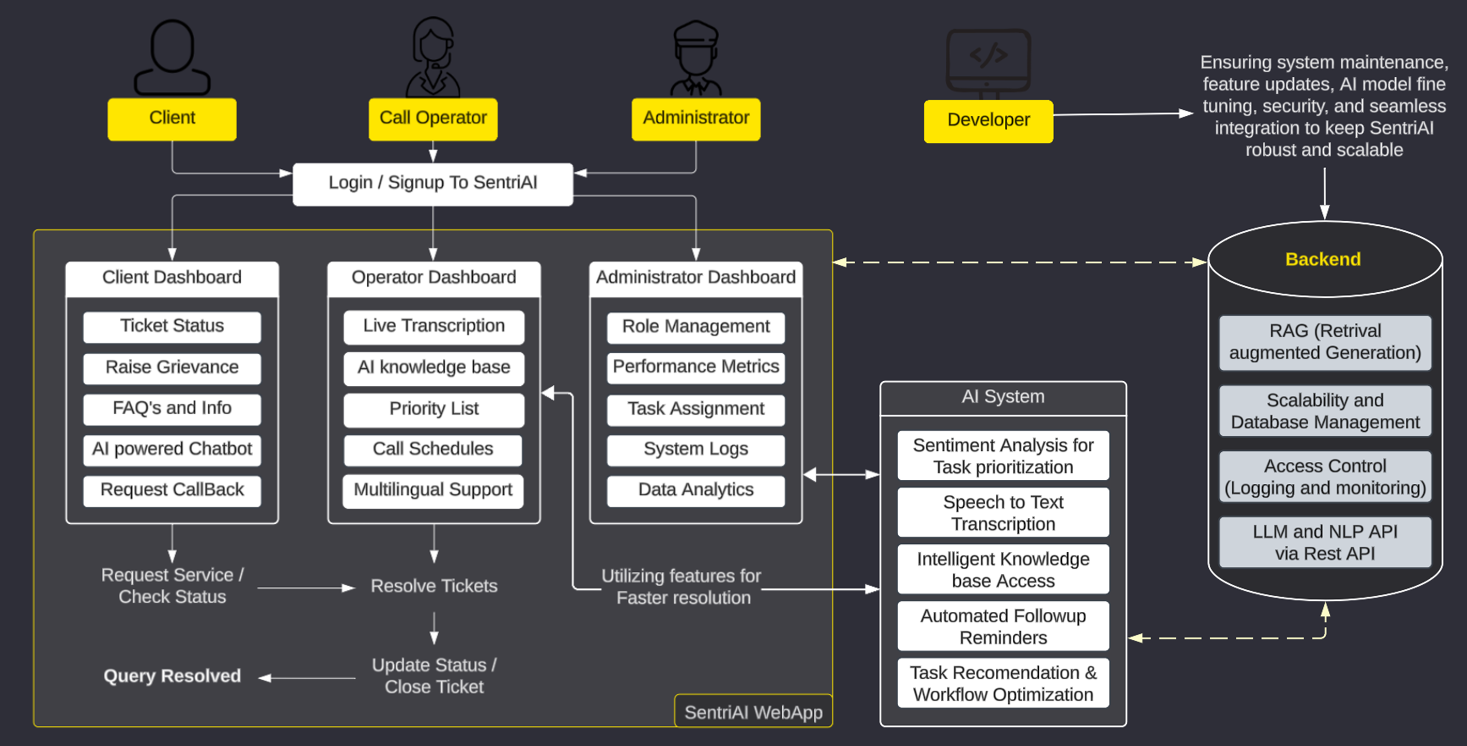 Client
Call Operator
Administrator
Developer
Ensuring system maintenance,
feature updates, AI model fine
tuning, security, and seamless
integration to keep SentriAI
robust and scalable
Login / Signup To SentriAI
Client Dashboard
Ticket Status
Raise Grievance
FAQ's and Info
AI powered Chatbot
Request CallBack
Operator Dashboard
Live Transcription
AI knowledge base
Priority List
Call Schedules
Multilingual Support
Administrator Dashboard
Role Management
Performance Metrics
Task Assignment
System Logs
Data Analytics
Request Service /
Check Status
Resolve Tickets
Utilizing features for
Faster resolution
Update Status /
Close Ticket
Query Resolved
SentriAI WebApp
AI System
Sentiment Analysis for
Task prioritization
Speech to Text
Transcription
Intelligent Knowledge
base Access
Automated Followup
Reminders
Task Recomendation &
Workflow Optimization
Backend
RAG (Retrival
augmented Generation)
Scalability and
Database Management
Access Control
(Logging and monitoring)
LLM and NLP API
via Rest API